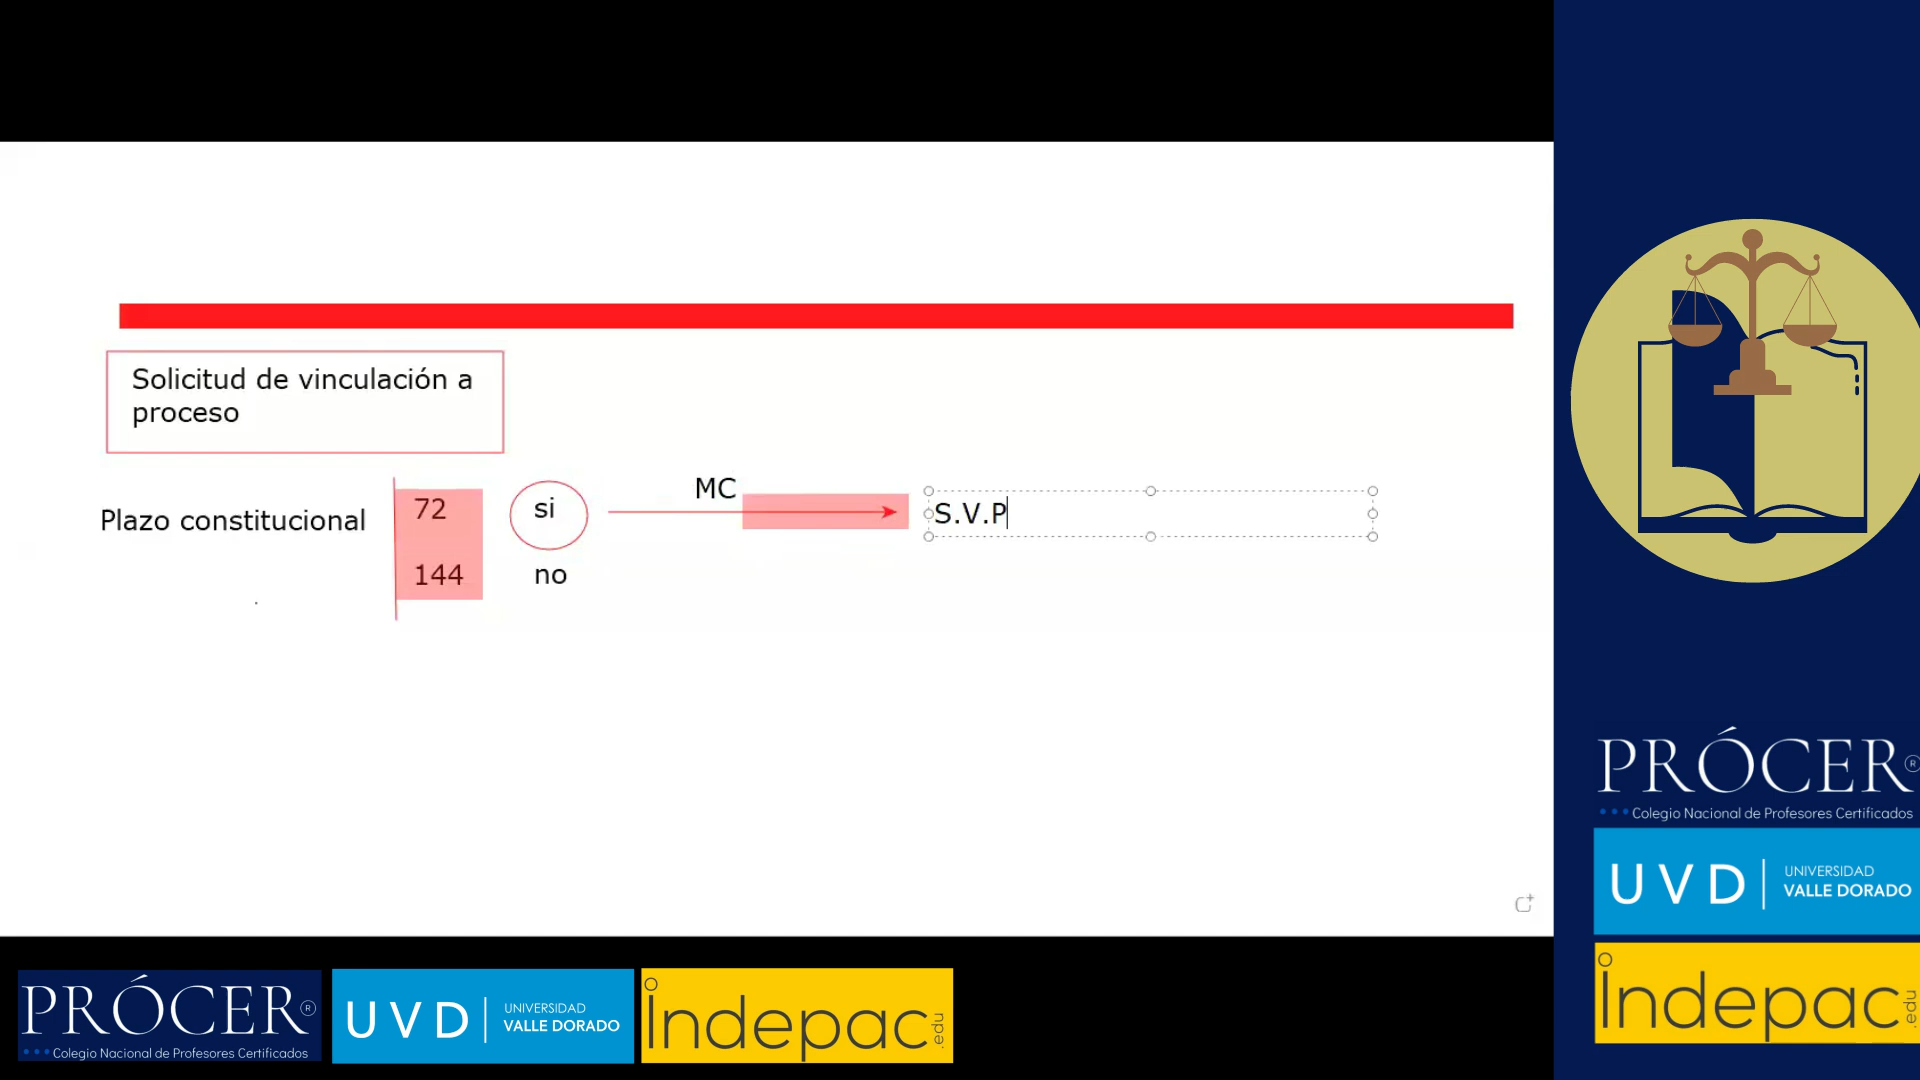 Solicitud de vinculación a
proceso
MC
Plazo constitucional
72
si
S.V.P
144
no
PRÓCER®
Colegio Nacional de Profesores Certificados
UVD
UNIVERSIDAD
VALLE DORADO
indepac
.edu
PRÓCER®
Colegio Nacional de Profesores Certificados
UVD
UNIVERSIDAD
VALLE DORADO
indepac
.edu